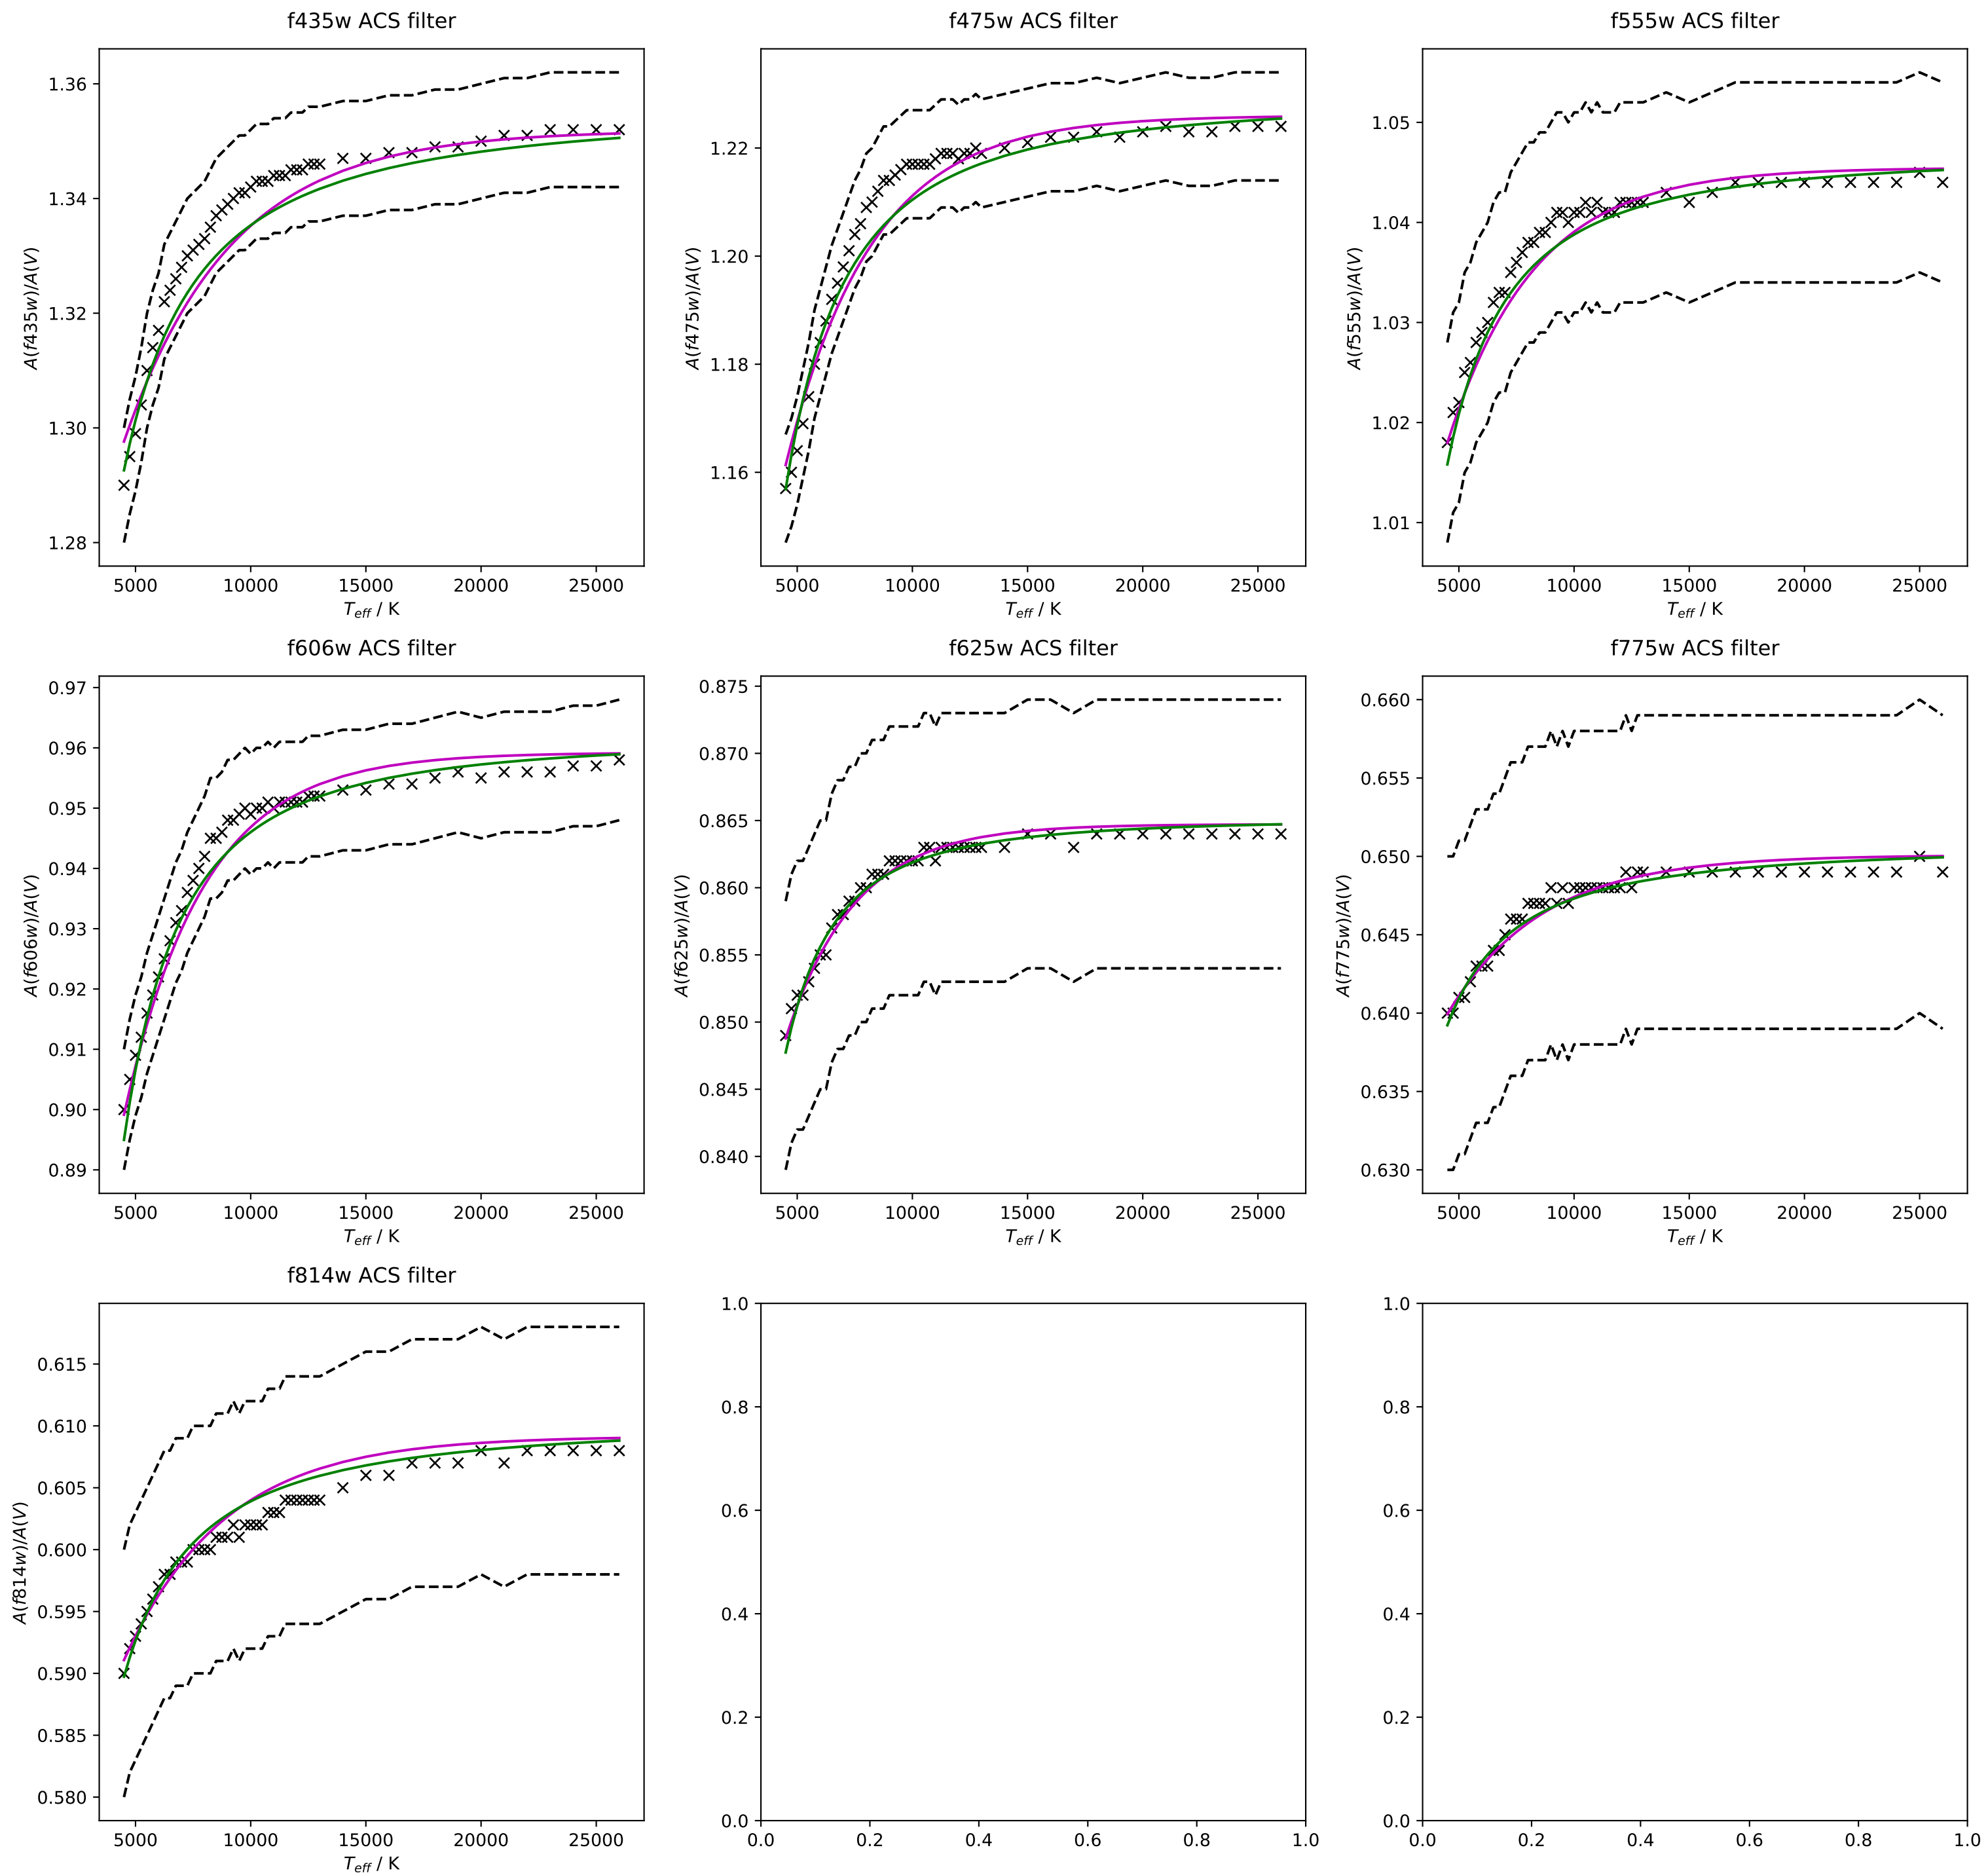 f435w ACS filter
f475w ACS filter
f555w ACS filter
1.36
1.34
1.32
1.30
1.28
A(f435w)/A(V)
5000 10000 15000 20000 25000
T_eff / K
1.22
1.20
1.18
1.16
A(f475w)/A(V)
5000 10000 15000 20000 25000
T_eff / K
1.05
1.04
1.03
1.02
1.01
A(f555w)/A(V)
5000 10000 15000 20000 25000
T_eff / K
f606w ACS filter
f625w ACS filter
f775w ACS filter
0.97
0.96
0.95
0.94
0.93
0.92
0.91
0.90
0.89
A(f606w)/A(V)
5000 10000 15000 20000 25000
T_eff / K
0.875
0.870
0.865
0.860
0.855
0.850
0.845
0.840
A(f625w)/A(V)
5000 10000 15000 20000 25000
T_eff / K
0.660
0.655
0.650
0.645
0.640
0.635
0.630
A(f775w)/A(V)
5000 10000 15000 20000 25000
T_eff / K
f814w ACS filter
0.615
0.610
0.605
0.600
0.595
0.590
0.585
0.580
A(f814w)/A(V)
5000 10000 15000 20000 25000
T_eff / K
1.0
0.8
0.6
0.4
0.2
0.0
0.0 0.2 0.4 0.6 0.8 1.0
1.0
0.8
0.6
0.4
0.2
0.0
0.0 0.2 0.4 0.6 0.8 1.0